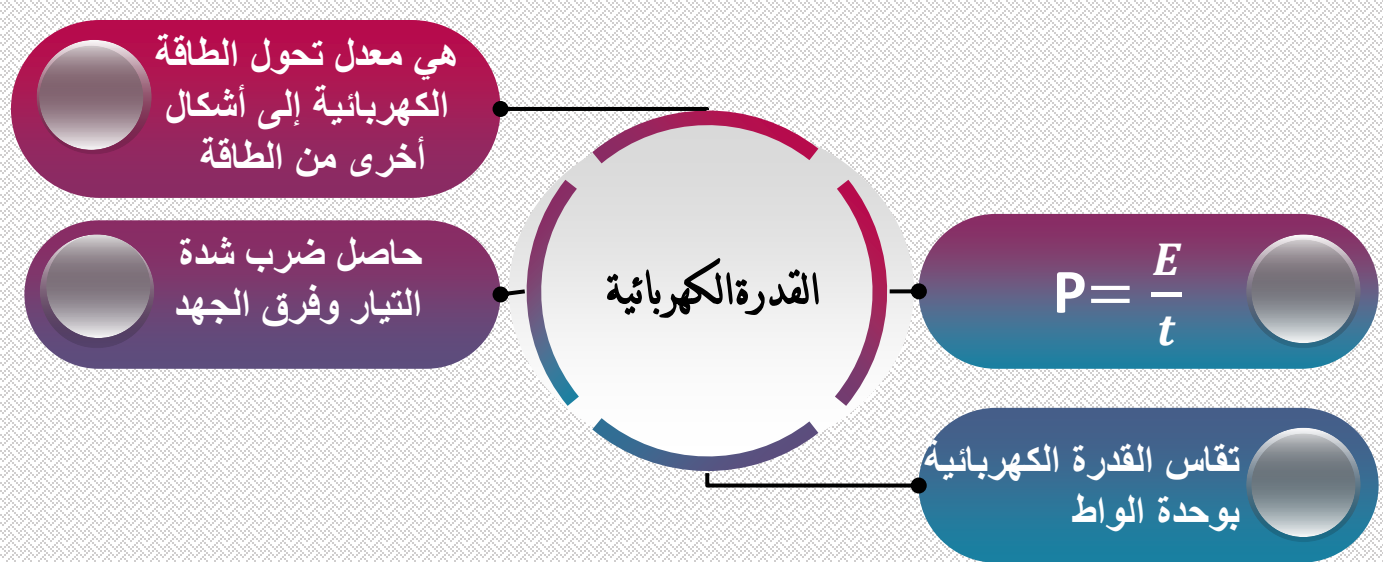 هي معدل تحول الطاقة
الكهربائية إلى أشكال
أخرى من الطاقة
حاصل ضرب شدة
التيار وفرق الجهد
القدرةالكهربائية
P= E/t
تقاس القدرة الكهربائية
بوحدة الواط